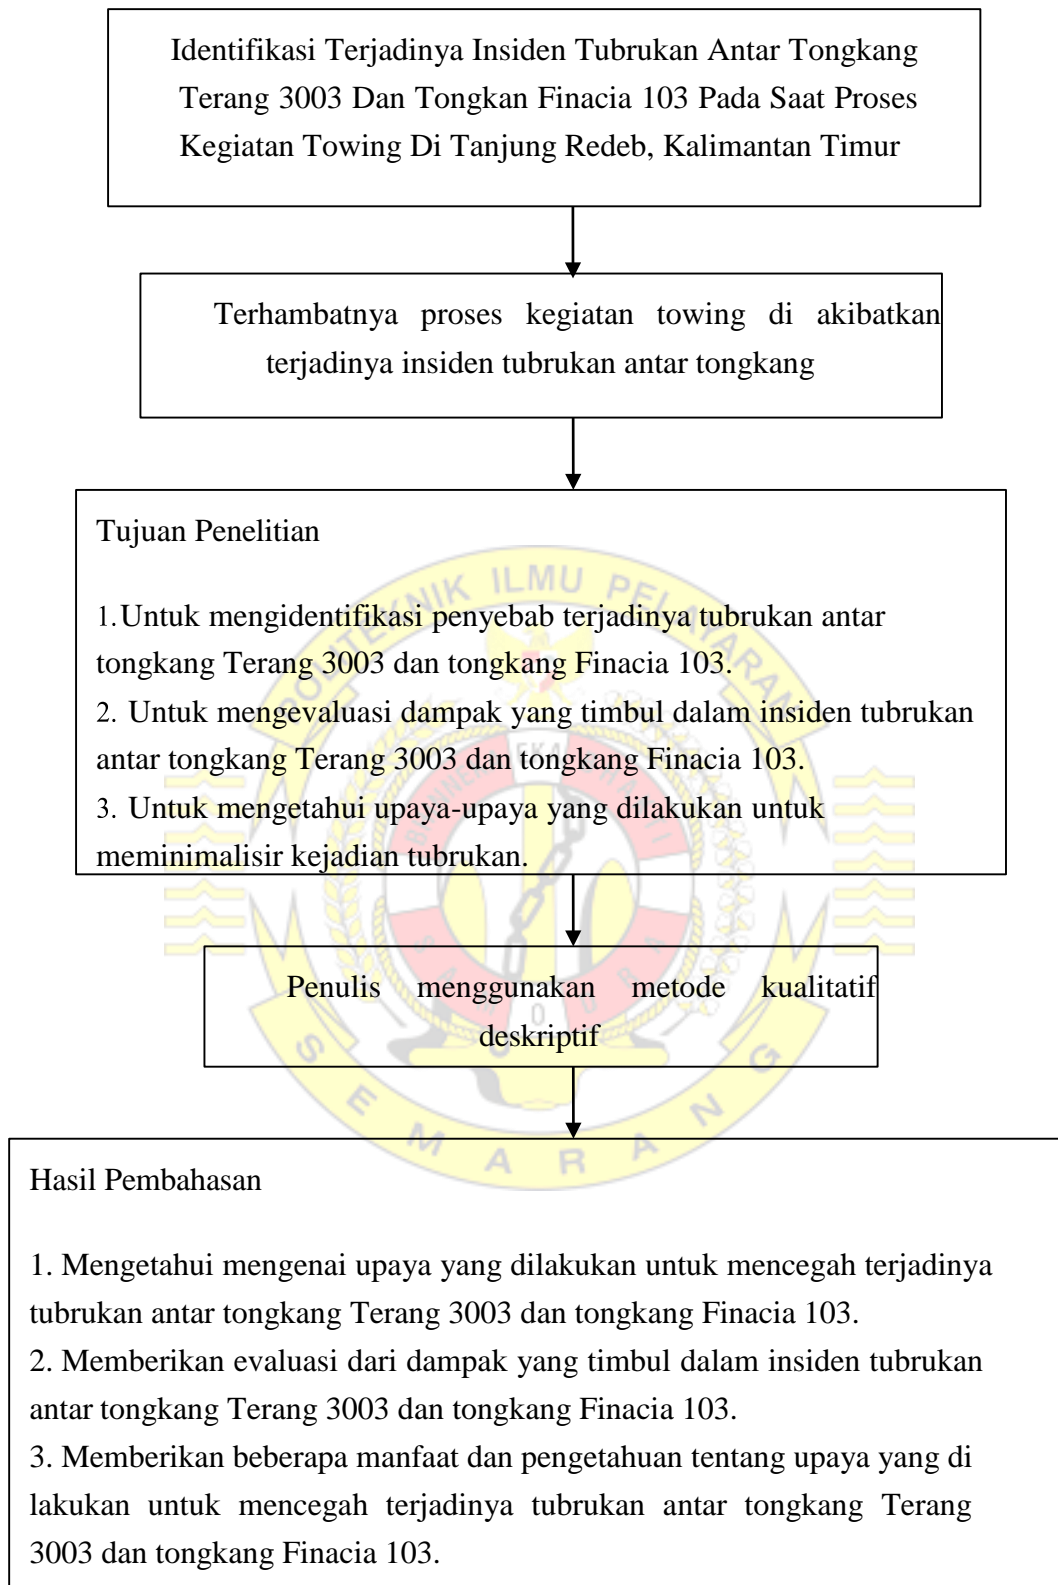 Identifikasi Terjadinya Insiden Tubrukan Antar Tongkang
Terang 3003 Dan Tongkan Finacia 103 Pada Saat Proses
Kegiatan Towing Di Tanjung Redeb, Kalimantan Timur
Terhambatnya proses kegiatan towing di akibatkan
terjadinya insiden tubrukan antar tongkang
Tujuan Penelitian
1.Untuk mengidentifikasi penyebab terjadinya tubrukan antar
tongkang Terang 3003 dan tongkang Finacia 103.
2. Untuk mengevaluasi dampak yang timbul dalam insiden tubrukan
antar tongkang Terang 3003 dan tongkang Finacia 103.
3. Untuk mengetahui upaya-upaya yang dilakukan untuk
meminimalisir kejadian tubrukan.
Penulis menggunakan metode kualitatif
deskriptif
Hasil Pembahasan
1. Mengetahui mengenai upaya yang dilakukan untuk mencegah terjadinya
tubrukan antar tongkang Terang 3003 dan tongkang Finacia 103.
2. Memberikan evaluasi dari dampak yang timbul dalam insiden tubrukan
antar tongkang Terang 3003 dan tongkang Finacia 103.
3. Memberikan beberapa manfaat dan pengetahuan tentang upaya yang di
lakukan untuk mencegah terjadinya tubrukan antar tongkang Terang
3003 dan tongkang Finacia 103.
POLITEKNIK ILMU PELAYARAN
SEMARANG